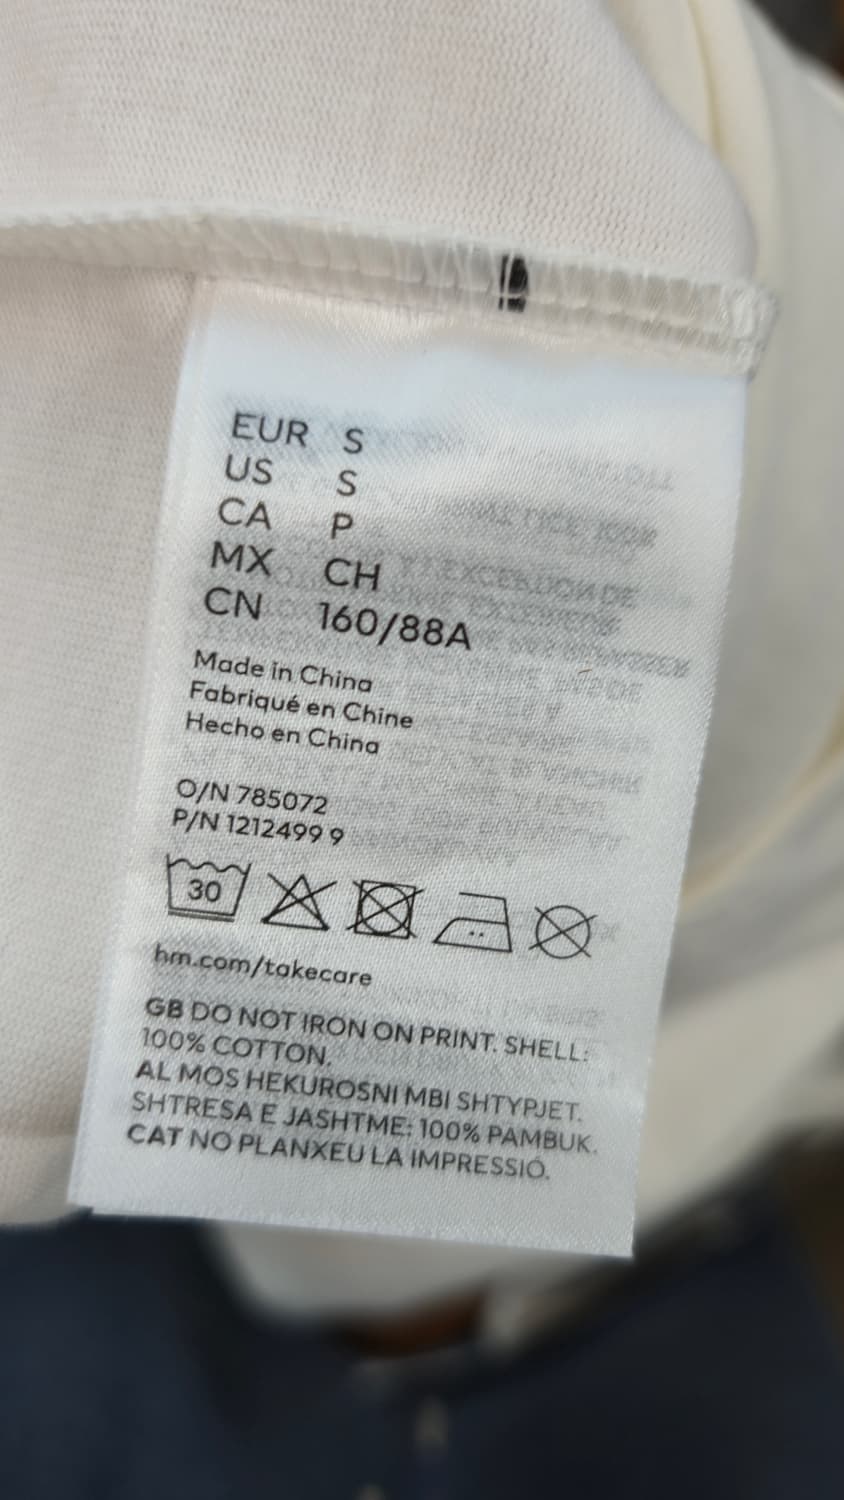 EUR S
US S
CA P
MX CH
CN 160/88A
Made in China
Fabriqué en Chine
Hecho en China
O/N 785072
P/N 1212499 9
30
hm.com/takecare
GB DO NOT IRON ON PRINT. SHELL:
100% COTTON.
AL MOS HEKUROSNI MBI SHTYPJET.
SHTRESA E JASHTME: 100% PAMBUK.
CAT NO PLANXEU LA IMPRESSIÓ.